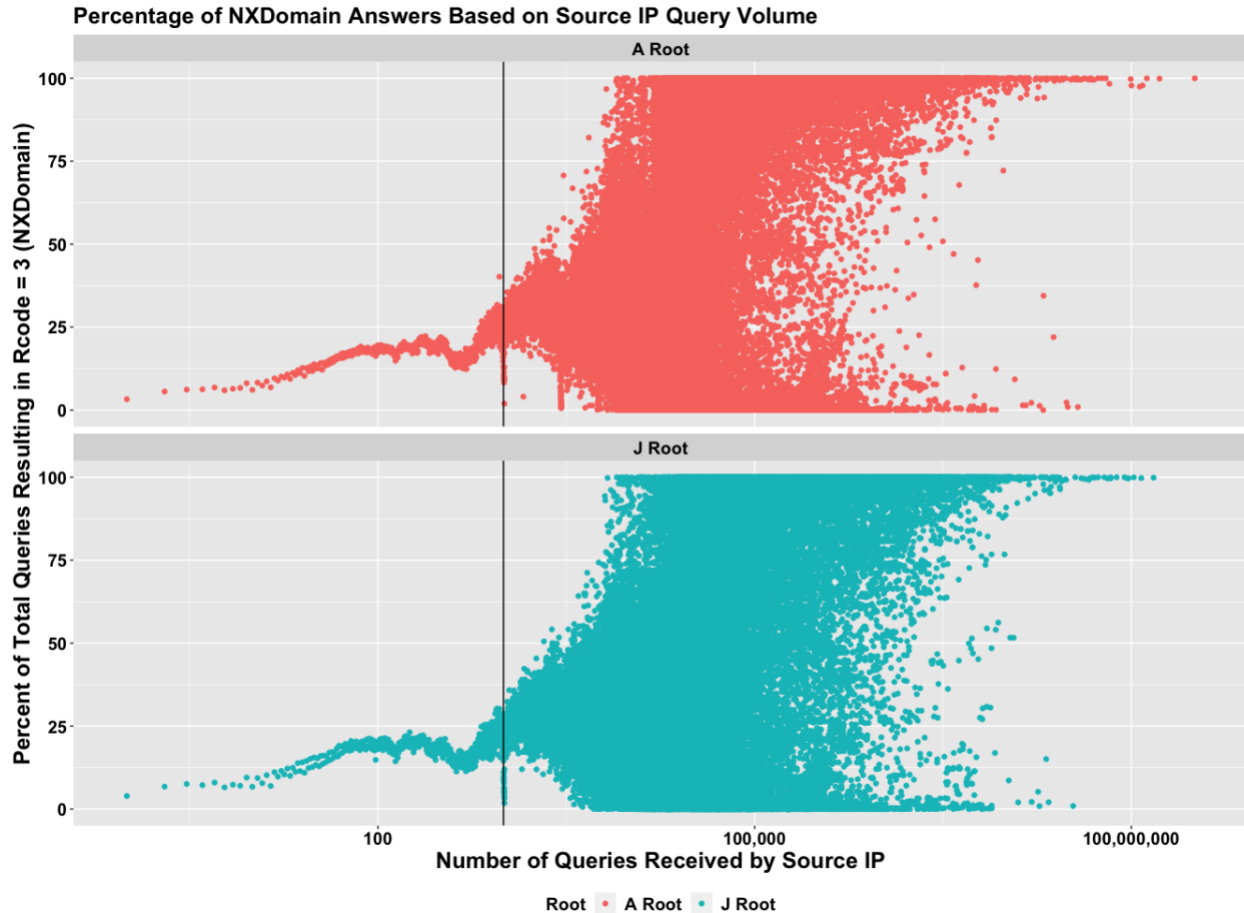 Percentage of NXDomain Answers Based on Source IP Query Volume
A Root
100
75
50
25
0
J Root
100
75
50
25
0
Percent of Total Queries Resulting in Rcode = 3 (NXDomain)
100 100,000 100,000,000
Number of Queries Received by Source IP
Root A Root J Root